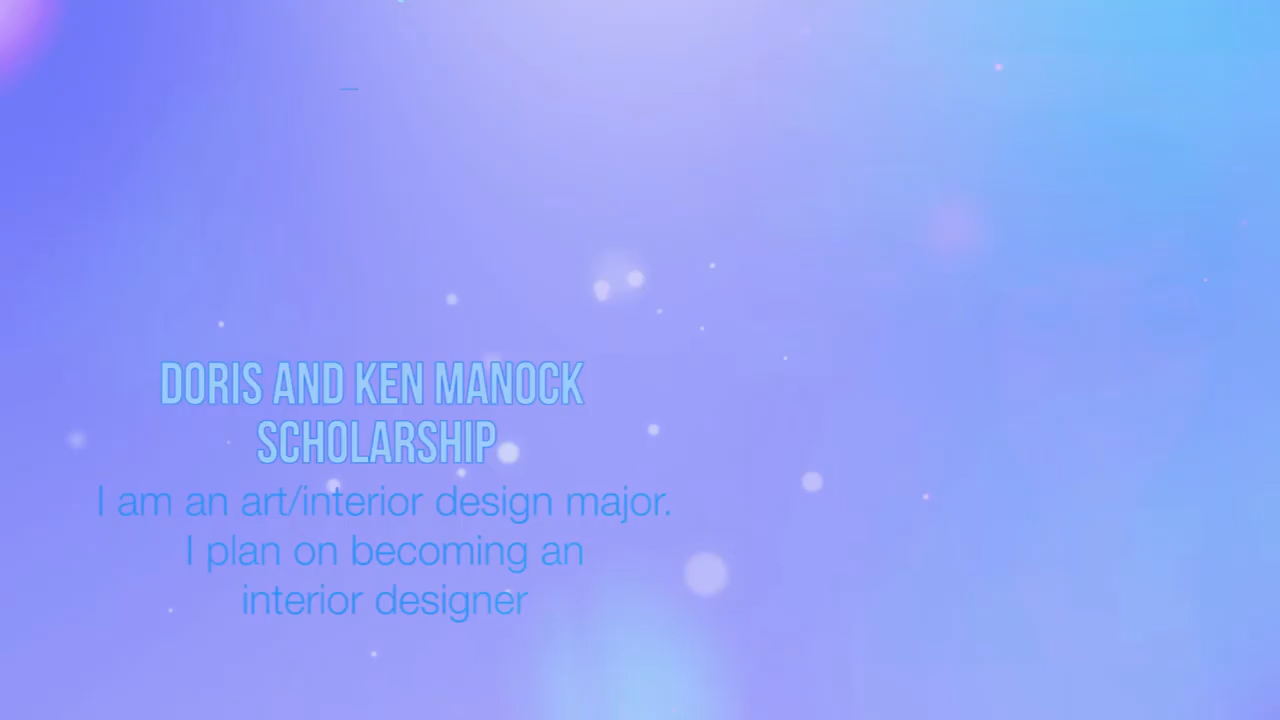 DORIS AND KEN MANOCK
SCHOLARSHIP
I am an art/interior design major.
I plan on becoming an
interior designer